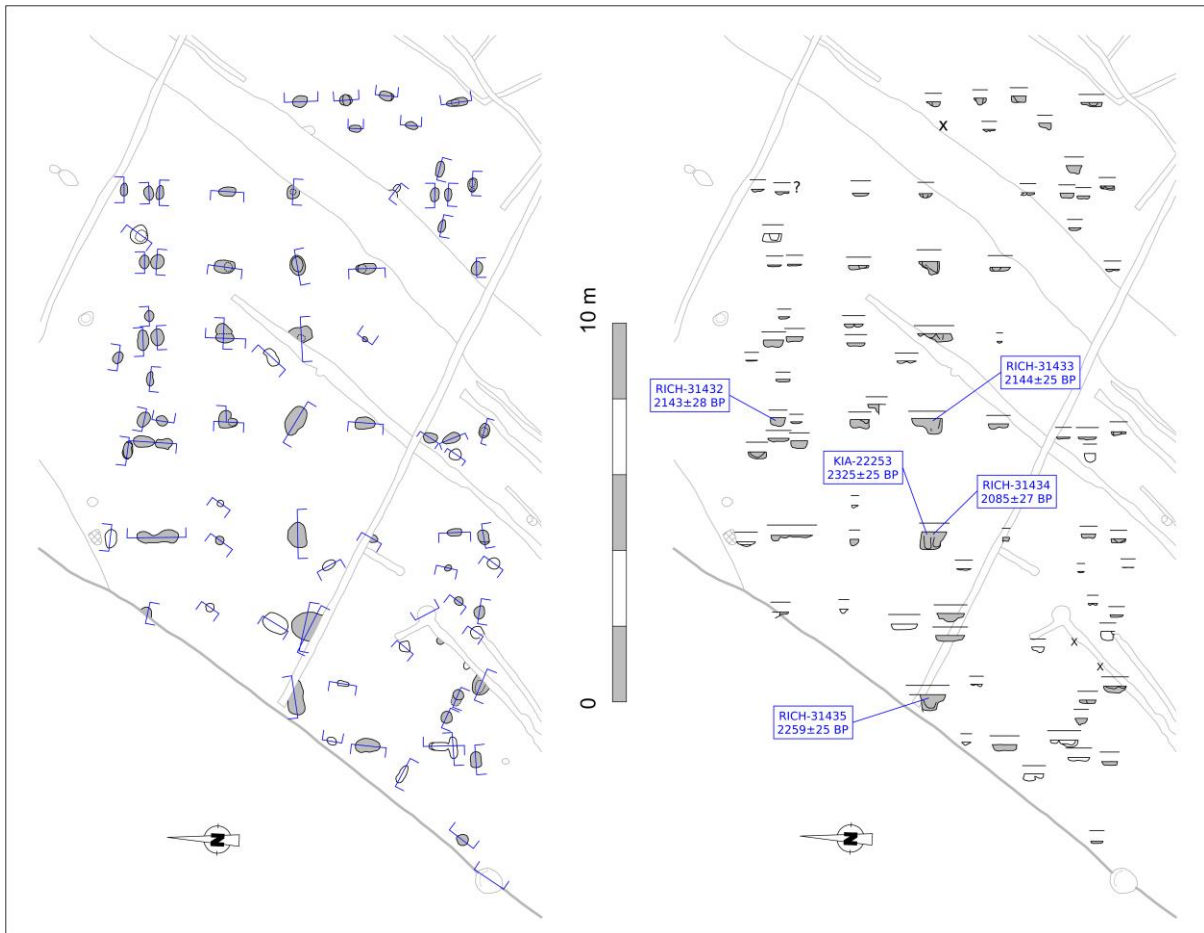 x
?
10 m
RICH-31433
2144±25 BP
RICH-31432
2143±28 BP
KIA-22253
2325±25 BP
RICH-31434
2085±27 BP
x
x
0
RICH-31435
2259±25 BP
N
N